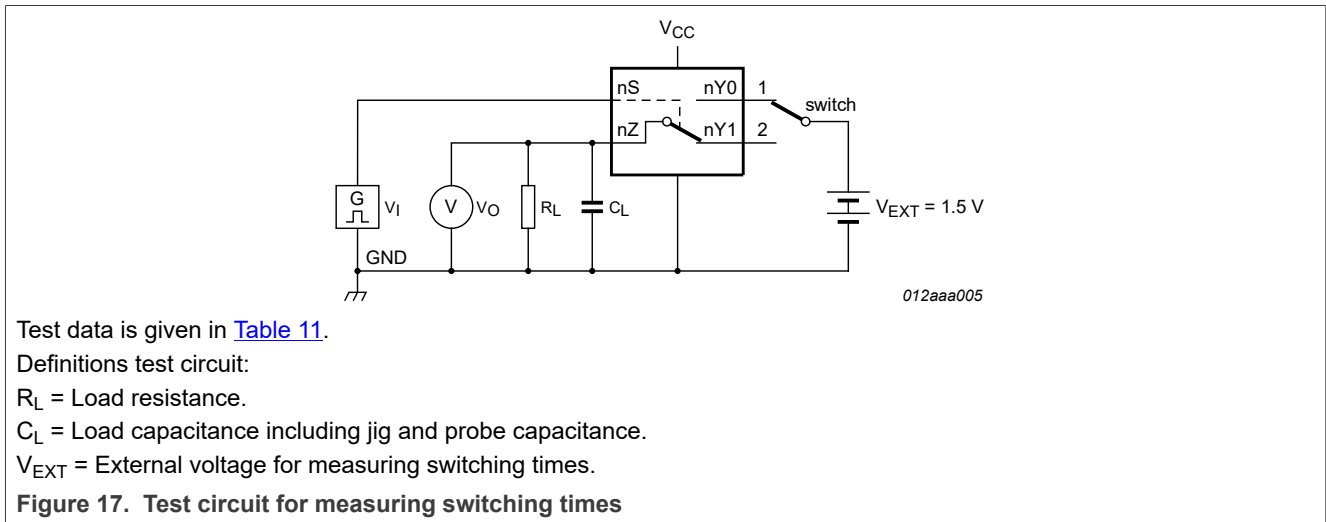 VCC
nS
nY0
1
switch
nZ
nY1
2
G
VI
V
VO
RL
CL
VEXT = 1.5 V
GND
012aaa005
Test data is given in Table 11.
Definitions test circuit:
RL = Load resistance.
CL = Load capacitance including jig and probe capacitance.
VEXT = External voltage for measuring switching times.
Figure 17. Test circuit for measuring switching times